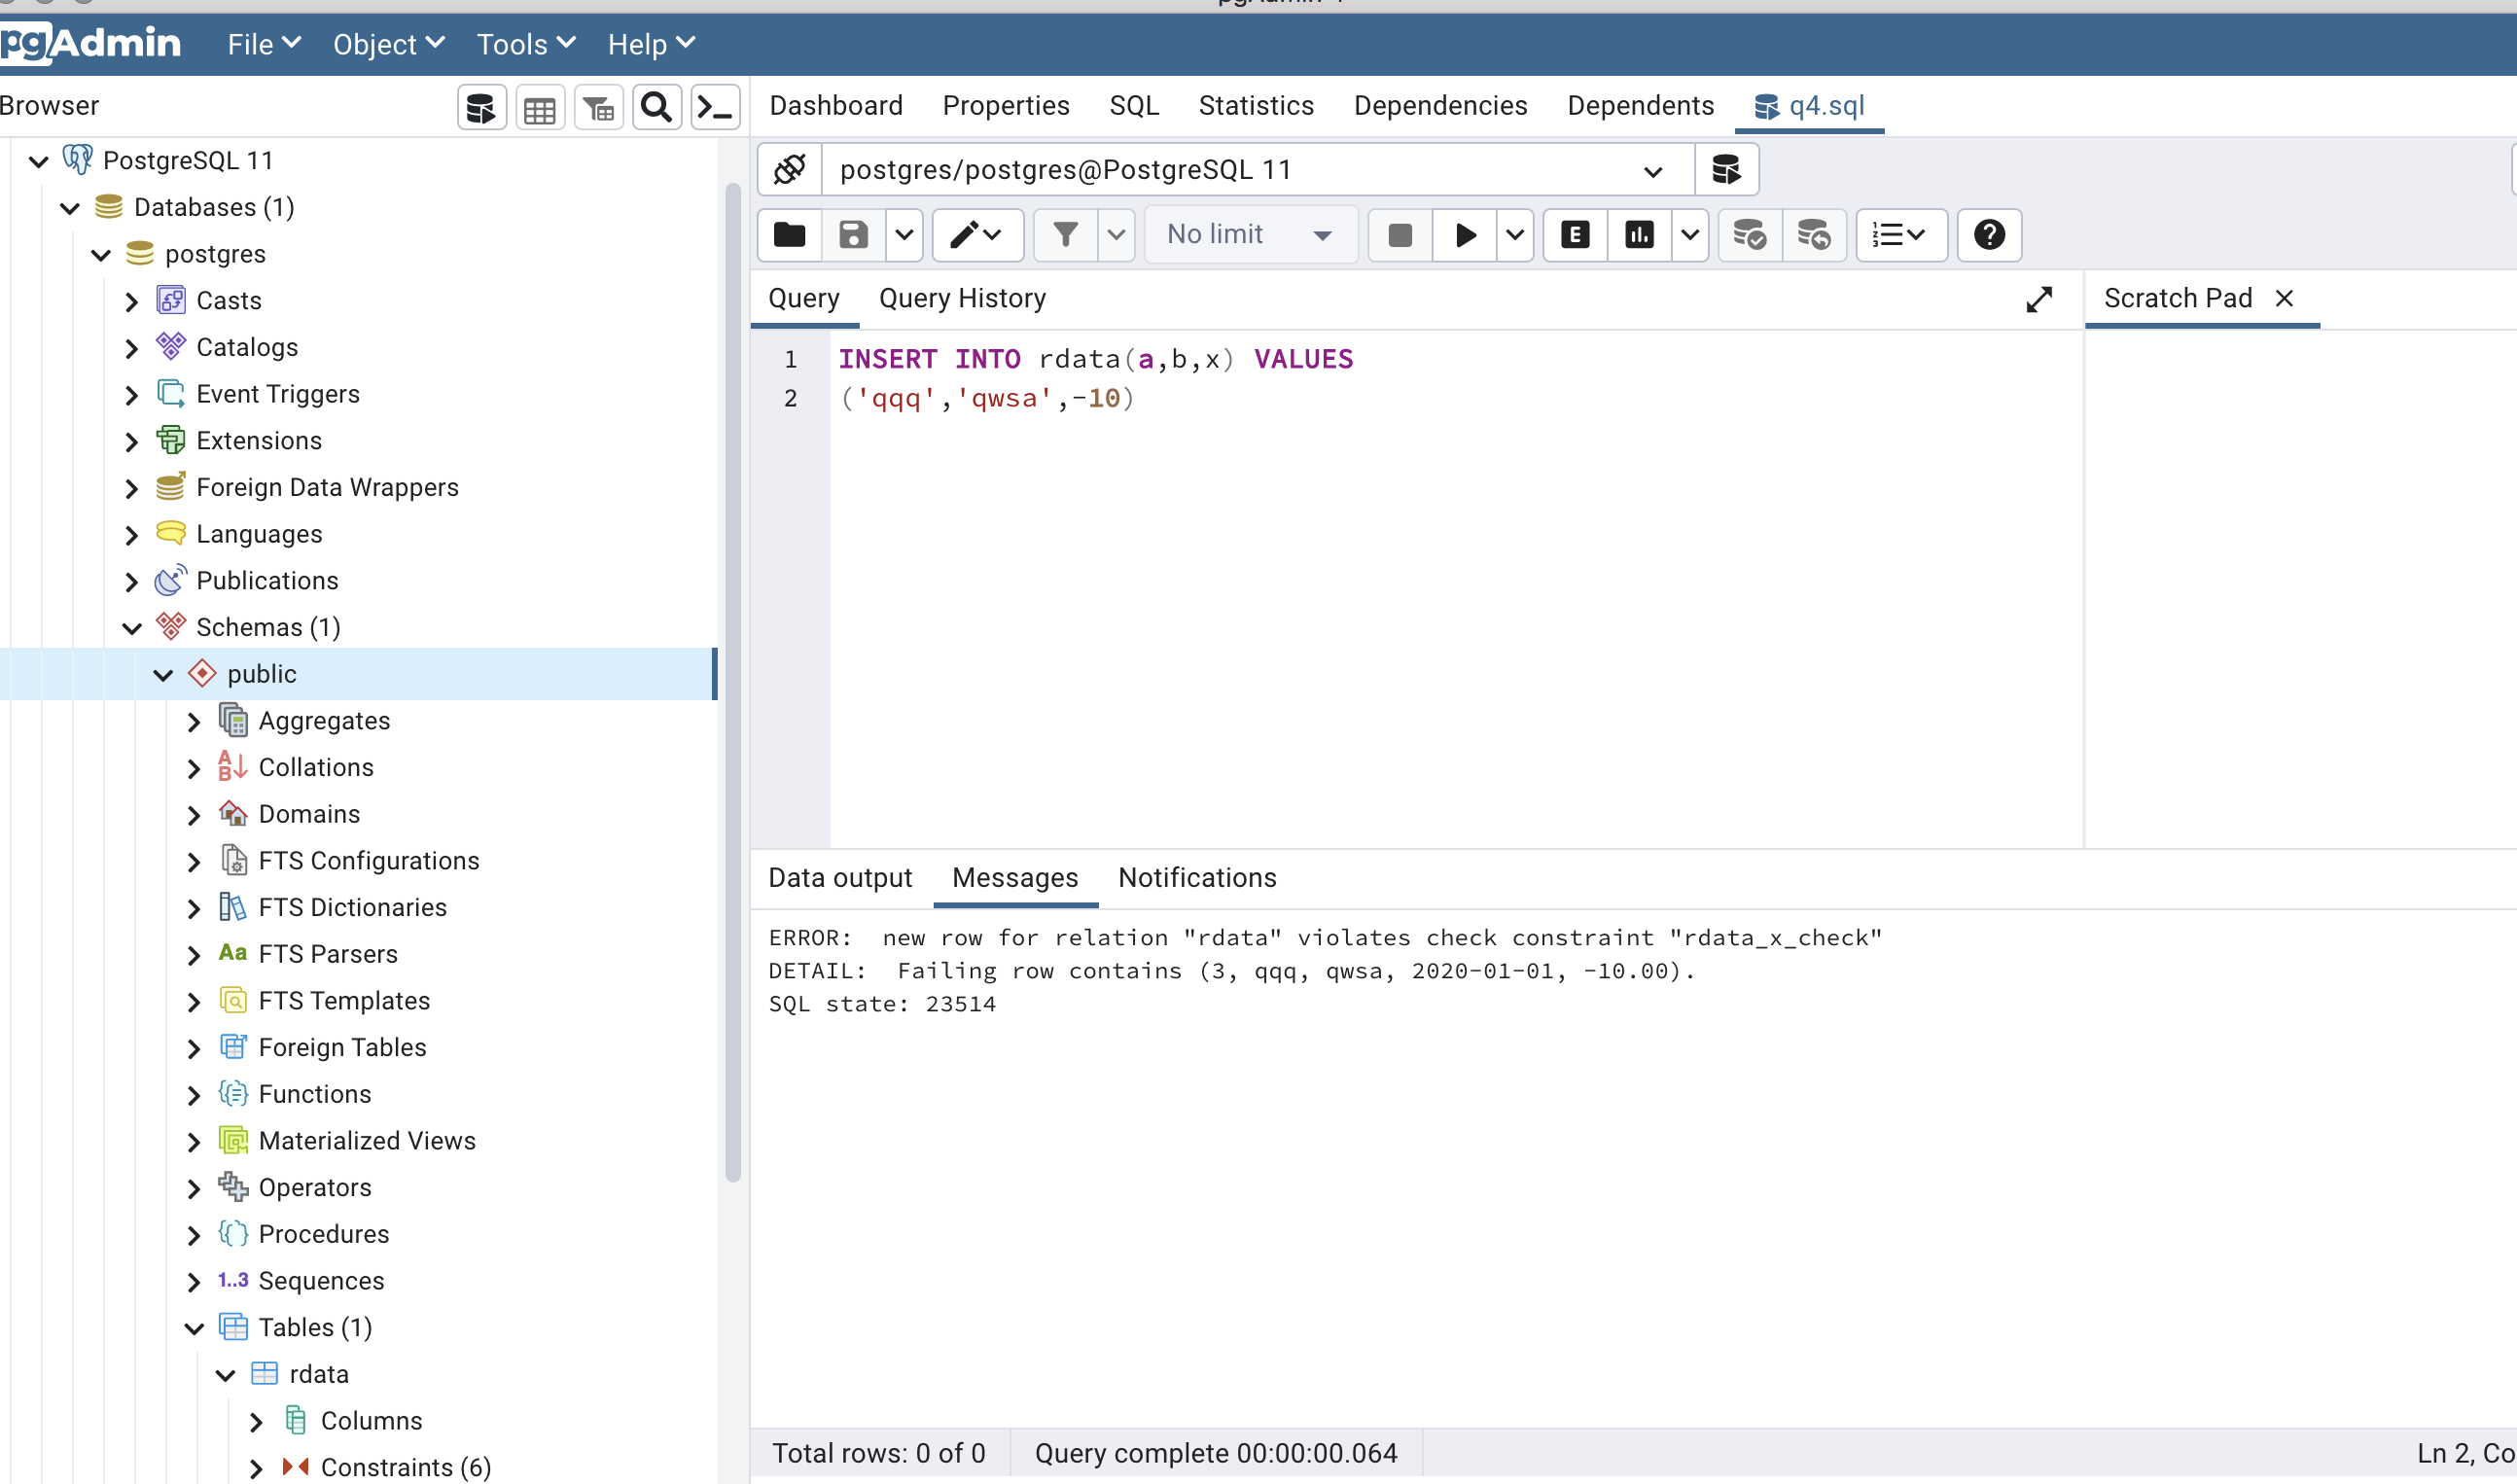 pgAdmin File Object Tools Help
Browser
PostgreSQL 11
Databases (1)
postgres
Casts
Catalogs
Event Triggers
Extensions
Foreign Data Wrappers
Languages
Publications
Schemas (1)
public
Aggregates
Collations
Domains
FTS Configurations
FTS Dictionaries
Aa FTS Parsers
FTS Templates
Foreign Tables
Functions
Materialized Views
Operators
Procedures
1..3 Sequences
Tables (1)
rdata
Columns
Constraints (6)
Dashboard Properties SQL Statistics Dependencies Dependents q4.sql
postgres/postgres@PostgreSQL 11
No limit E
Query Query History
Scratch Pad
1 INSERT INTO rdata(a,b,x) VALUES
2 ('qqq','qwsa',-10)
Data output Messages Notifications
ERROR:  new row for relation "rdata" violates check constraint "rdata_x_check"
DETAIL:  Failing row contains (3, qqq, qwsa, 2020-01-01, -10.00).
SQL state: 23514
Total rows: 0 of 0 Query complete 00:00:00.064 Ln 2, Co